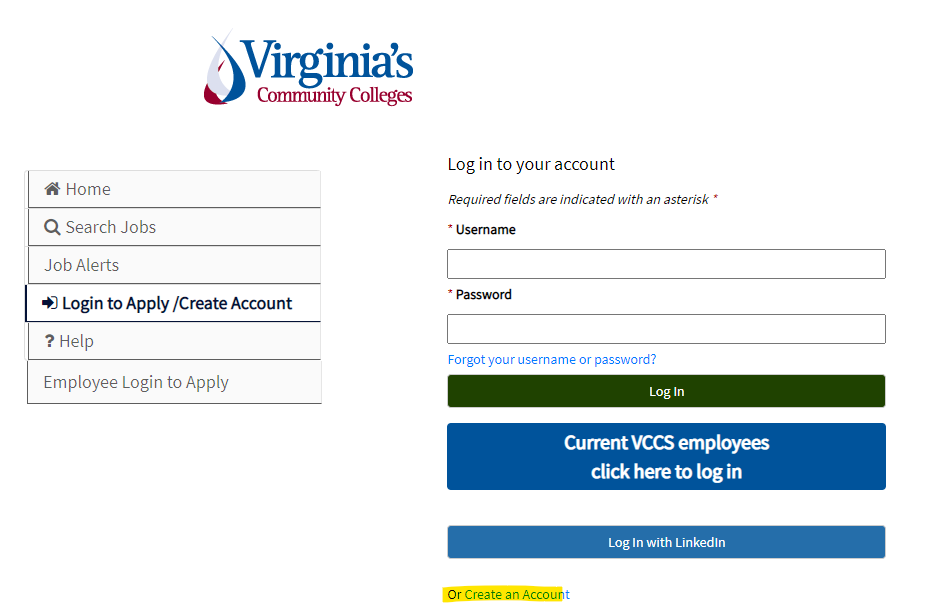 Virginia's
Community Colleges
Home
Search Jobs
Job Alerts
Login to Apply /Create Account
? Help
Employee Login to Apply
Log in to your account
Required fields are indicated with an asterisk *
* Username
* Password
Forgot your username or password?
Log In
Current VCCS employees
click here to log in
Log In with LinkedIn
Or Create an Account